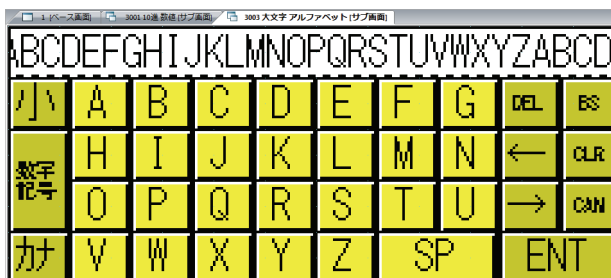 1 [ベース画面] 3001 10進 数値 [サブ画面] 3003 大文字 アルファベット [サブ画面]
ABCDEFGHIJKLMNOPQRSTUVWXYZABCD
小 A B C D E F G DEL BS
数字記号 H I J K L M N ← CLR
O P Q R S T U → CAN
カナ V W X Y Z SP ENT